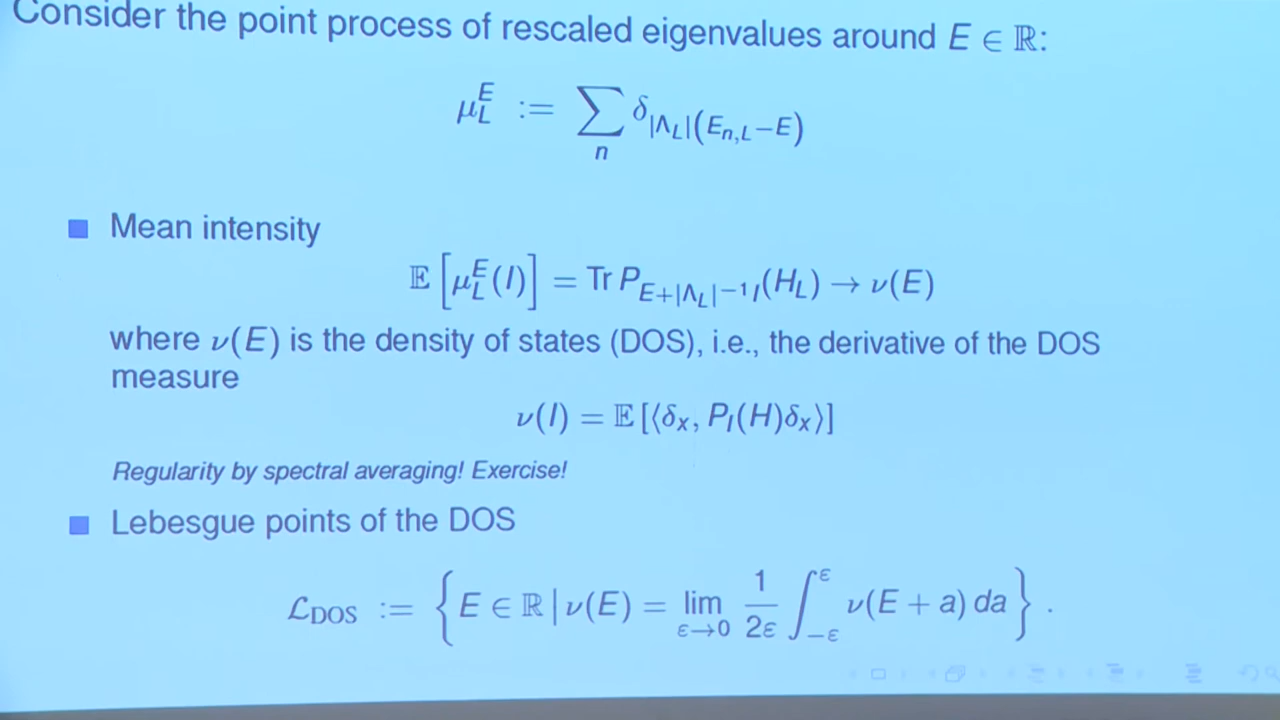 Consider the point process of rescaled eigenvalues around E ∈ ℝ:
μ_L^E := ∑_n δ_{|Λ_L|(E_{n,L}−E)}
Mean intensity
𝔼[μ_L^E(I)] = Tr P_{E+|Λ_L|^{−1}I}(H_L) → ν(E)
where ν(E) is the density of states (DOS), i.e., the derivative of the DOS
measure
ν(I) = 𝔼[⟨δ_x, P_I(H)δ_x⟩]
Regularity by spectral averaging! Exercise!
Lebesgue points of the DOS
ℒ_DOS := {E ∈ ℝ | ν(E) = lim_{ε→0} 1/2ε ∫_{−ε}^{ε} ν(E + a) da} .